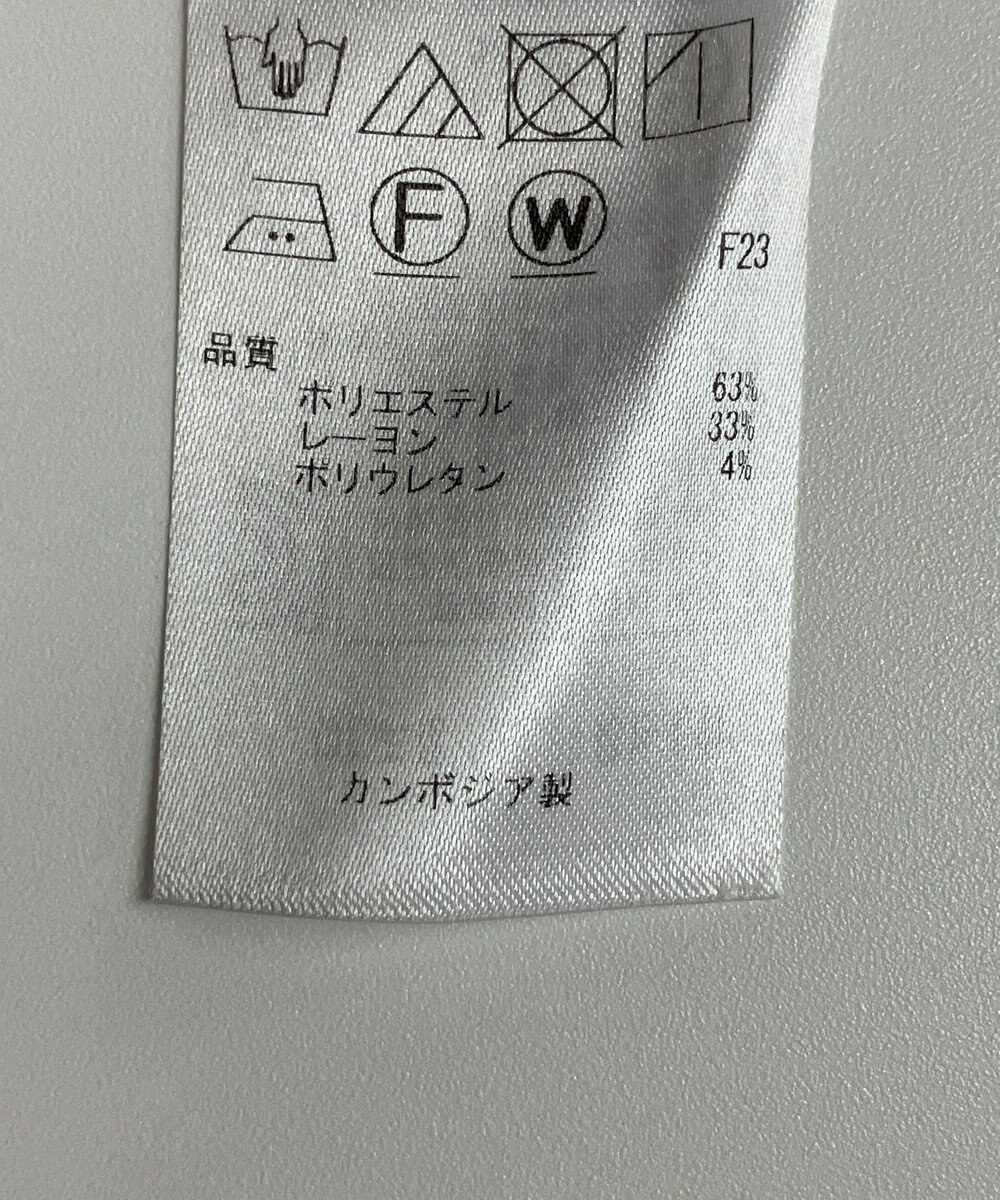 F
W
F23
品質
ポリエステル 63%
レーヨン 33%
ポリウレタン 4%
カンボジア製